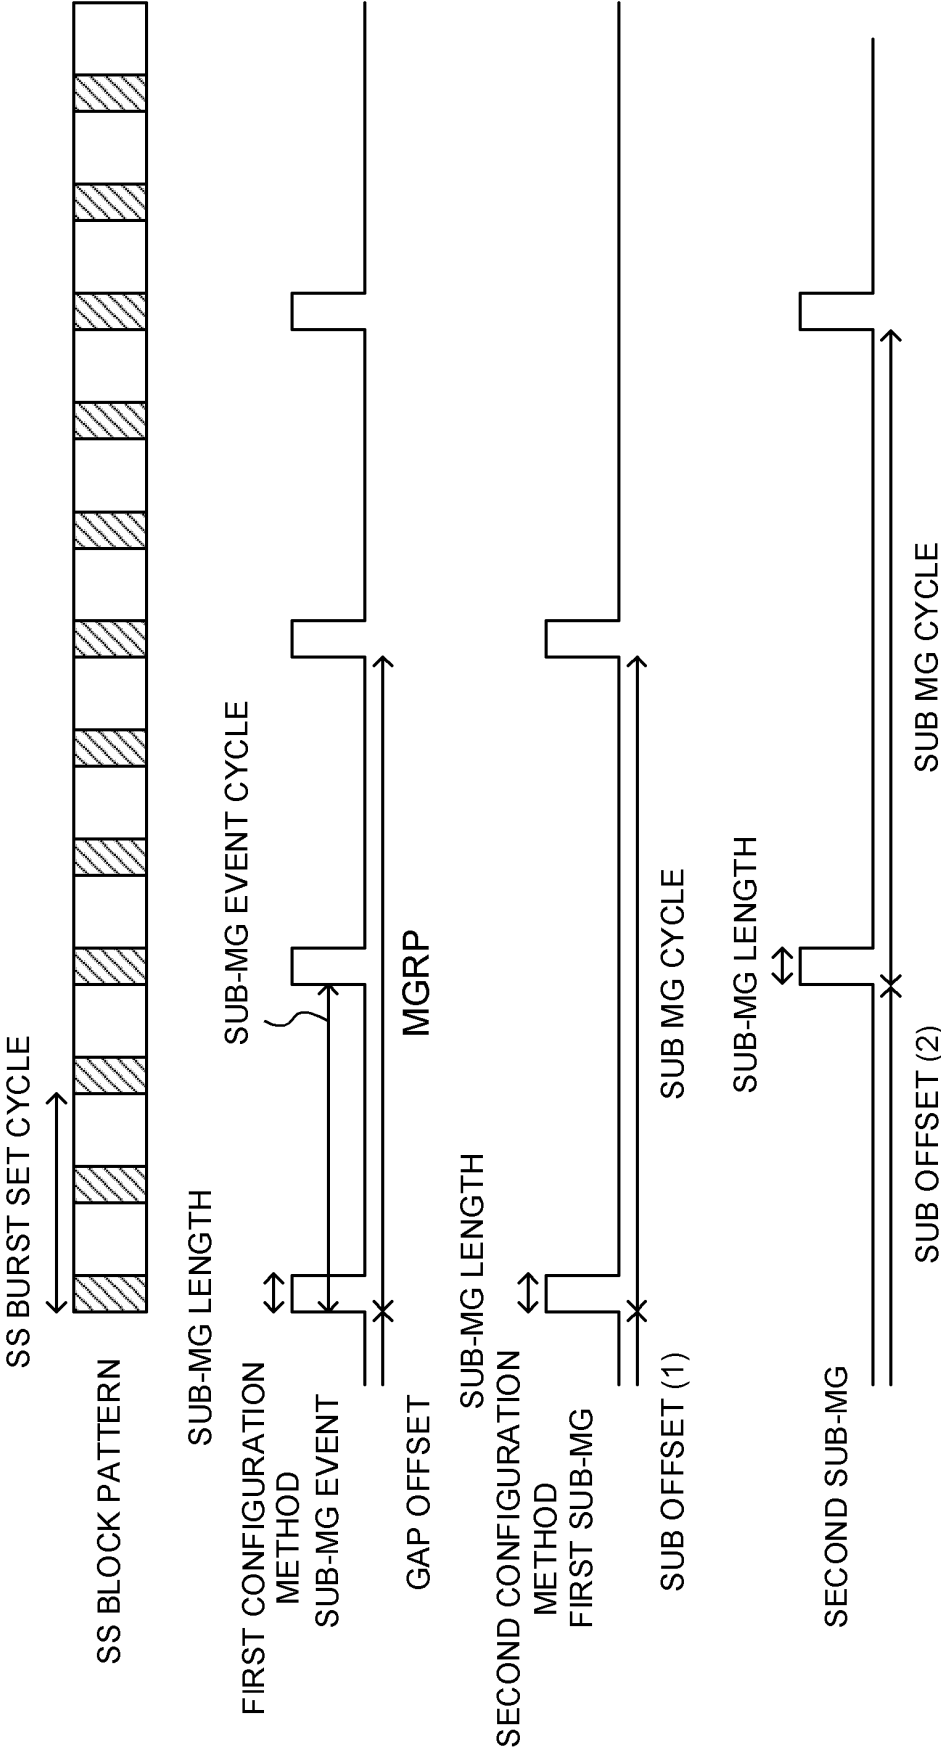 SS BURST SET CYCLE
SS BLOCK PATTERN
SUB-MG LENGTH
SUB-MG EVENT CYCLE
FIRST CONFIGURATION
METHOD
SUB-MG EVENT
GAP OFFSET
MGRP
SUB-MG LENGTH
SECOND CONFIGURATION
METHOD
FIRST SUB-MG
SUB OFFSET (1)
SUB MG CYCLE
SUB-MG LENGTH
SECOND SUB-MG
SUB OFFSET (2)
SUB MG CYCLE